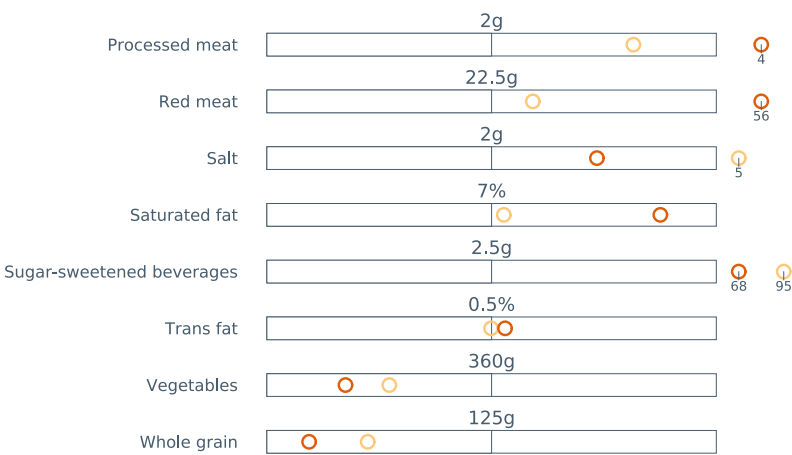 2g
Processed meat
4
22.5g
Red meat
56
2g
Salt
5
7%
Saturated fat
2.5g
Sugar-sweetened beverages
68 95
0.5%
Trans fat
360g
Vegetables
125g
Whole grain